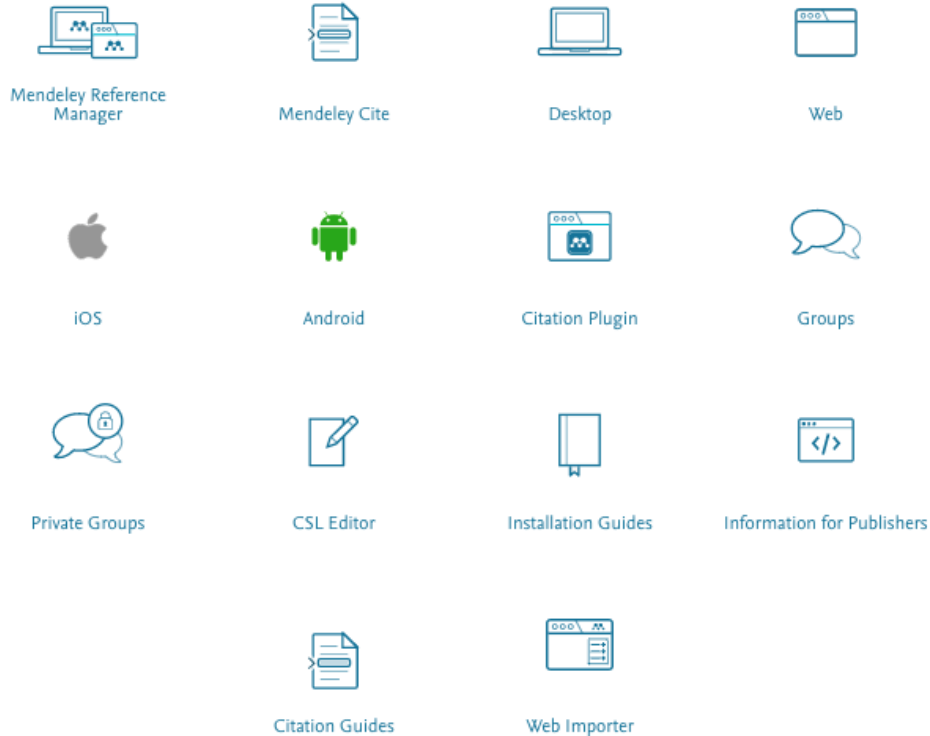 Mendeley Reference
Manager
Mendeley Cite
Desktop
Web
iOS
Android
Citation Plugin
Groups
Private Groups
CSL Editor
Installation Guides
</>
Information for Publishers
Citation Guides
Web Importer